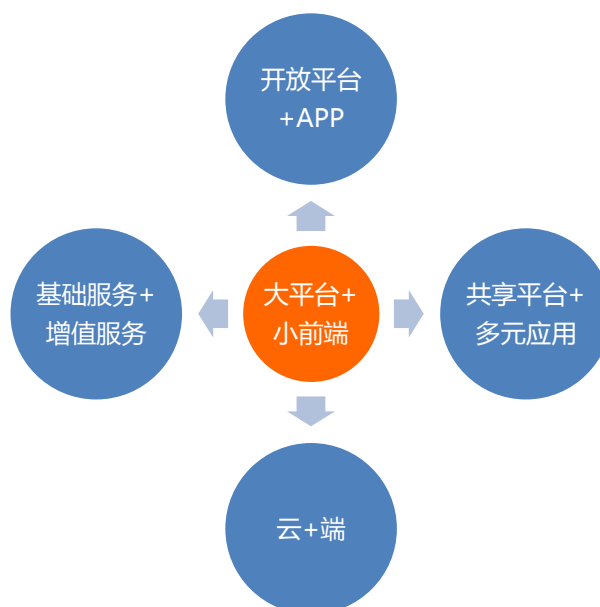 开放平台
+APP
基础服务+
增值服务
大平台+
小前端
共享平台+
多元应用
云+端